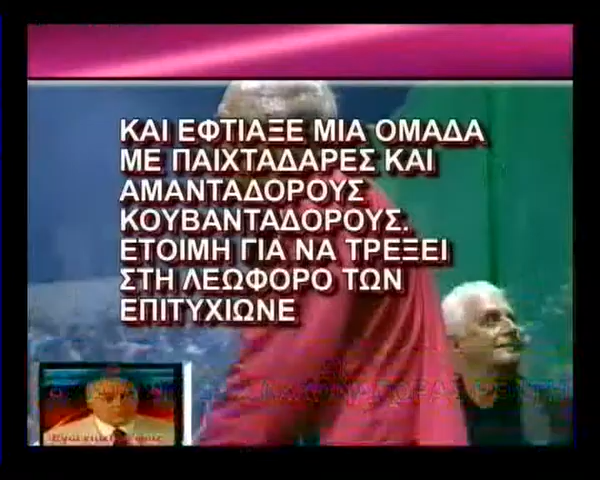 ΚΑΙ ΕΦΤΙΑΞΕ ΜΙΑ ΟΜΑΔΑ
ΜΕ ΠΑΙΧΤΑΔΑΡΕΣ ΚΑΙ
ΑΜΑΝΤΑΔΟΡΟΥΣ
ΚΟΥΒΑΝΤΑΔΟΡΟΥΣ.
ΕΤΟΙΜΗ ΓΙΑ ΝΑ ΤΡΕΞΕΙ
ΣΤΗ ΛΕΩΦΟΡΟ ΤΩΝ
ΕΠΙΤΥΧΙΩΝΕ